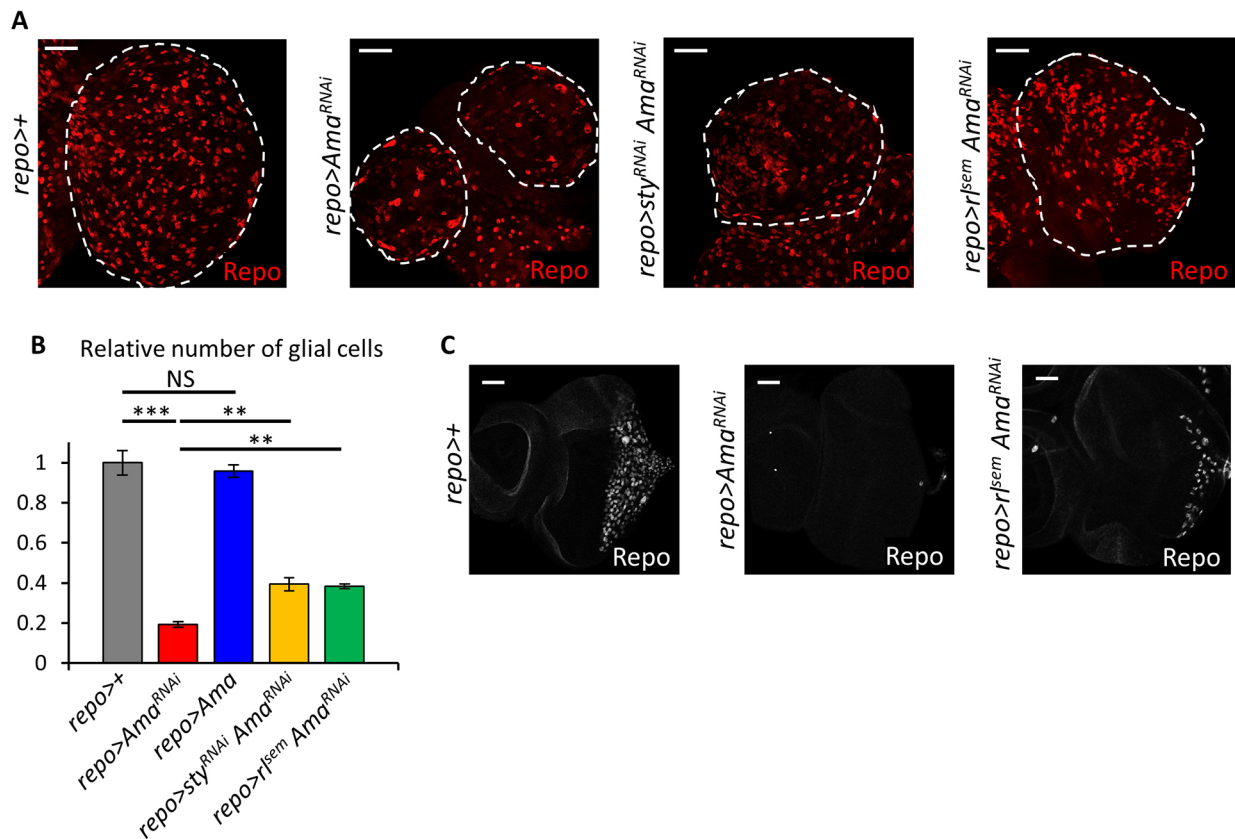 A
repo>+
Repo
repo>Ama^RNAi
Repo
repo>sty^RNAi Ama^RNAi
Repo
repo>rl^sem Ama^RNAi
Repo
B
Relative number of glial cells
NS
*** **
**
1
0.8
0.6
0.4
0.2
0
repo>+
repo>Ama^RNAi
repo>Ama
repo>sty^RNAi Ama^RNAi
repo>rl^sem Ama^RNAi
C
repo>+
Repo
repo>Ama^RNAi
Repo
repo>rl^sem Ama^RNAi
Repo